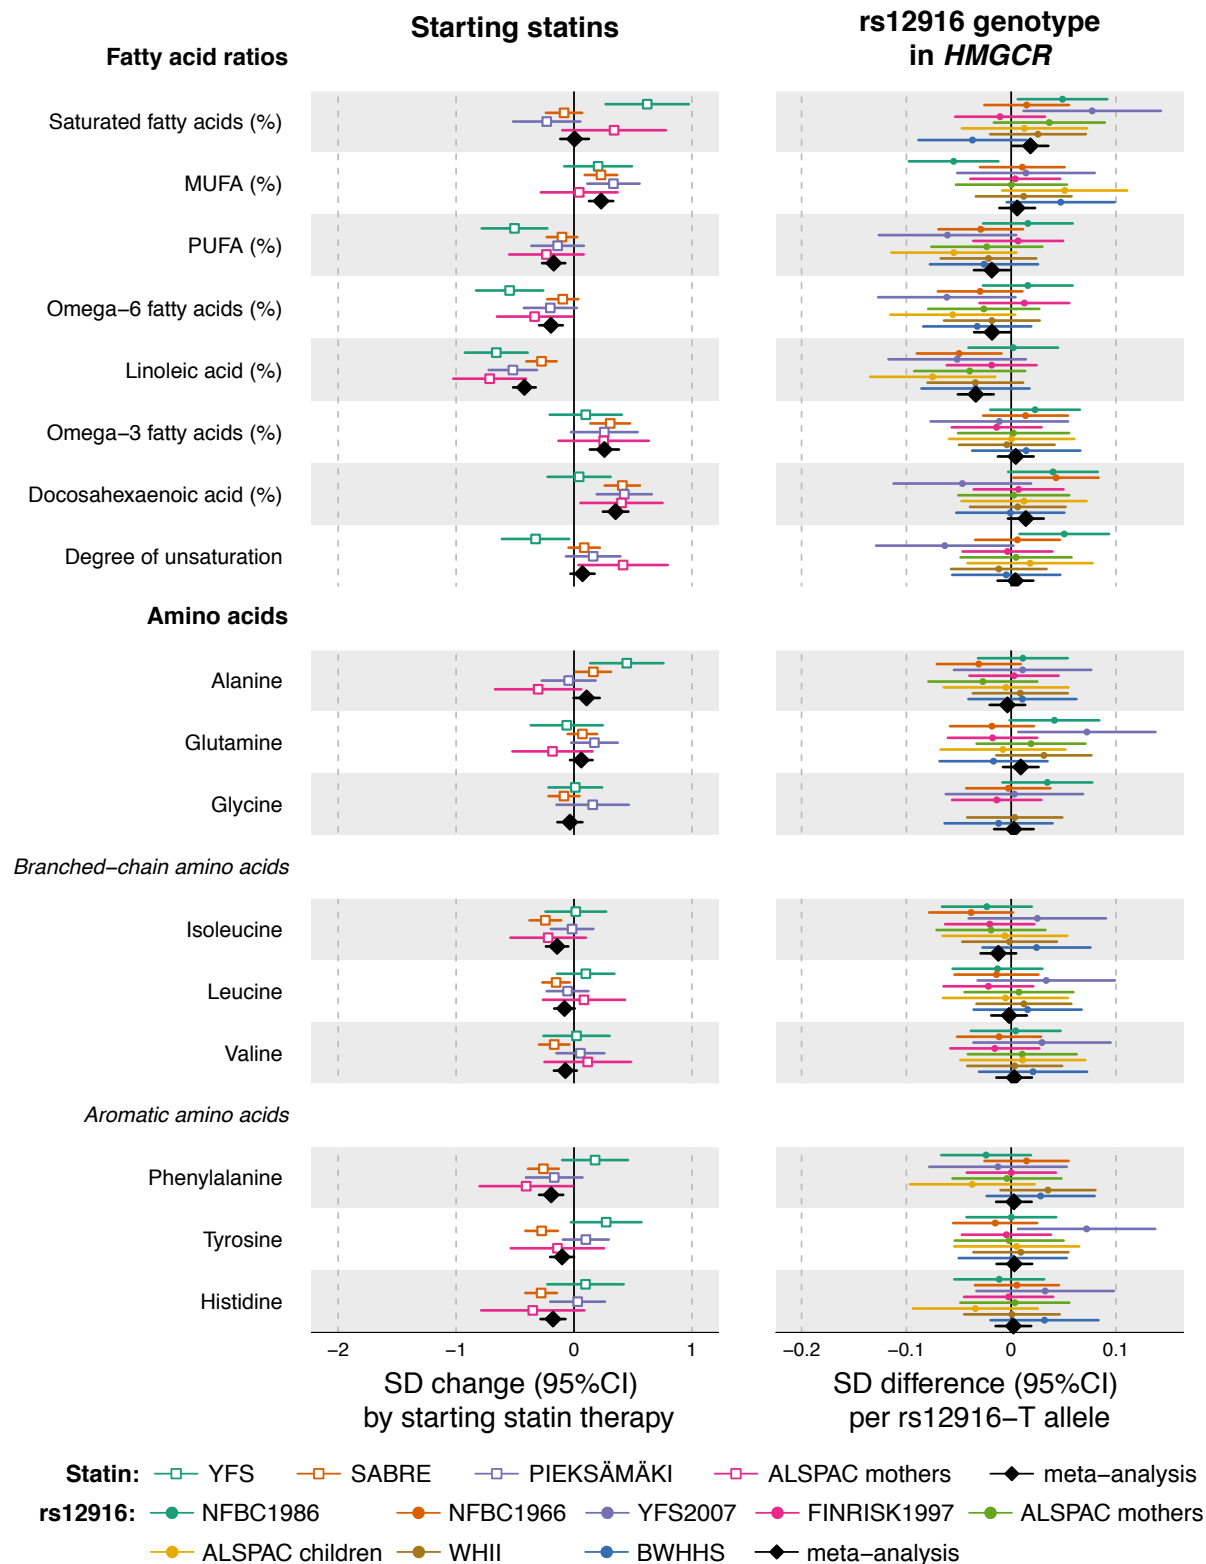 Starting statins
rs12916 genotype
in HMGCR
Fatty acid ratios
Saturated fatty acids (%)
MUFA (%)
PUFA (%)
Omega−6 fatty acids (%)
Linoleic acid (%)
Omega−3 fatty acids (%)
Docosahexaenoic acid (%)
Degree of unsaturation
Amino acids
Alanine
Glutamine
Glycine
Branched−chain amino acids
Isoleucine
Leucine
Valine
Aromatic amino acids
Phenylalanine
Tyrosine
Histidine
−2 −1 0 1
−0.2 −0.1 0 0.1
SD change (95%CI)
by starting statin therapy
SD difference (95%CI)
per rs12916−T allele
Statin: YFS SABRE PIEKSÄMÄKI ALSPAC mothers meta−analysis
rs12916: NFBC1986 NFBC1966 YFS2007 FINRISK1997 ALSPAC mothers
ALSPAC children WHII BWHHS meta−analysis